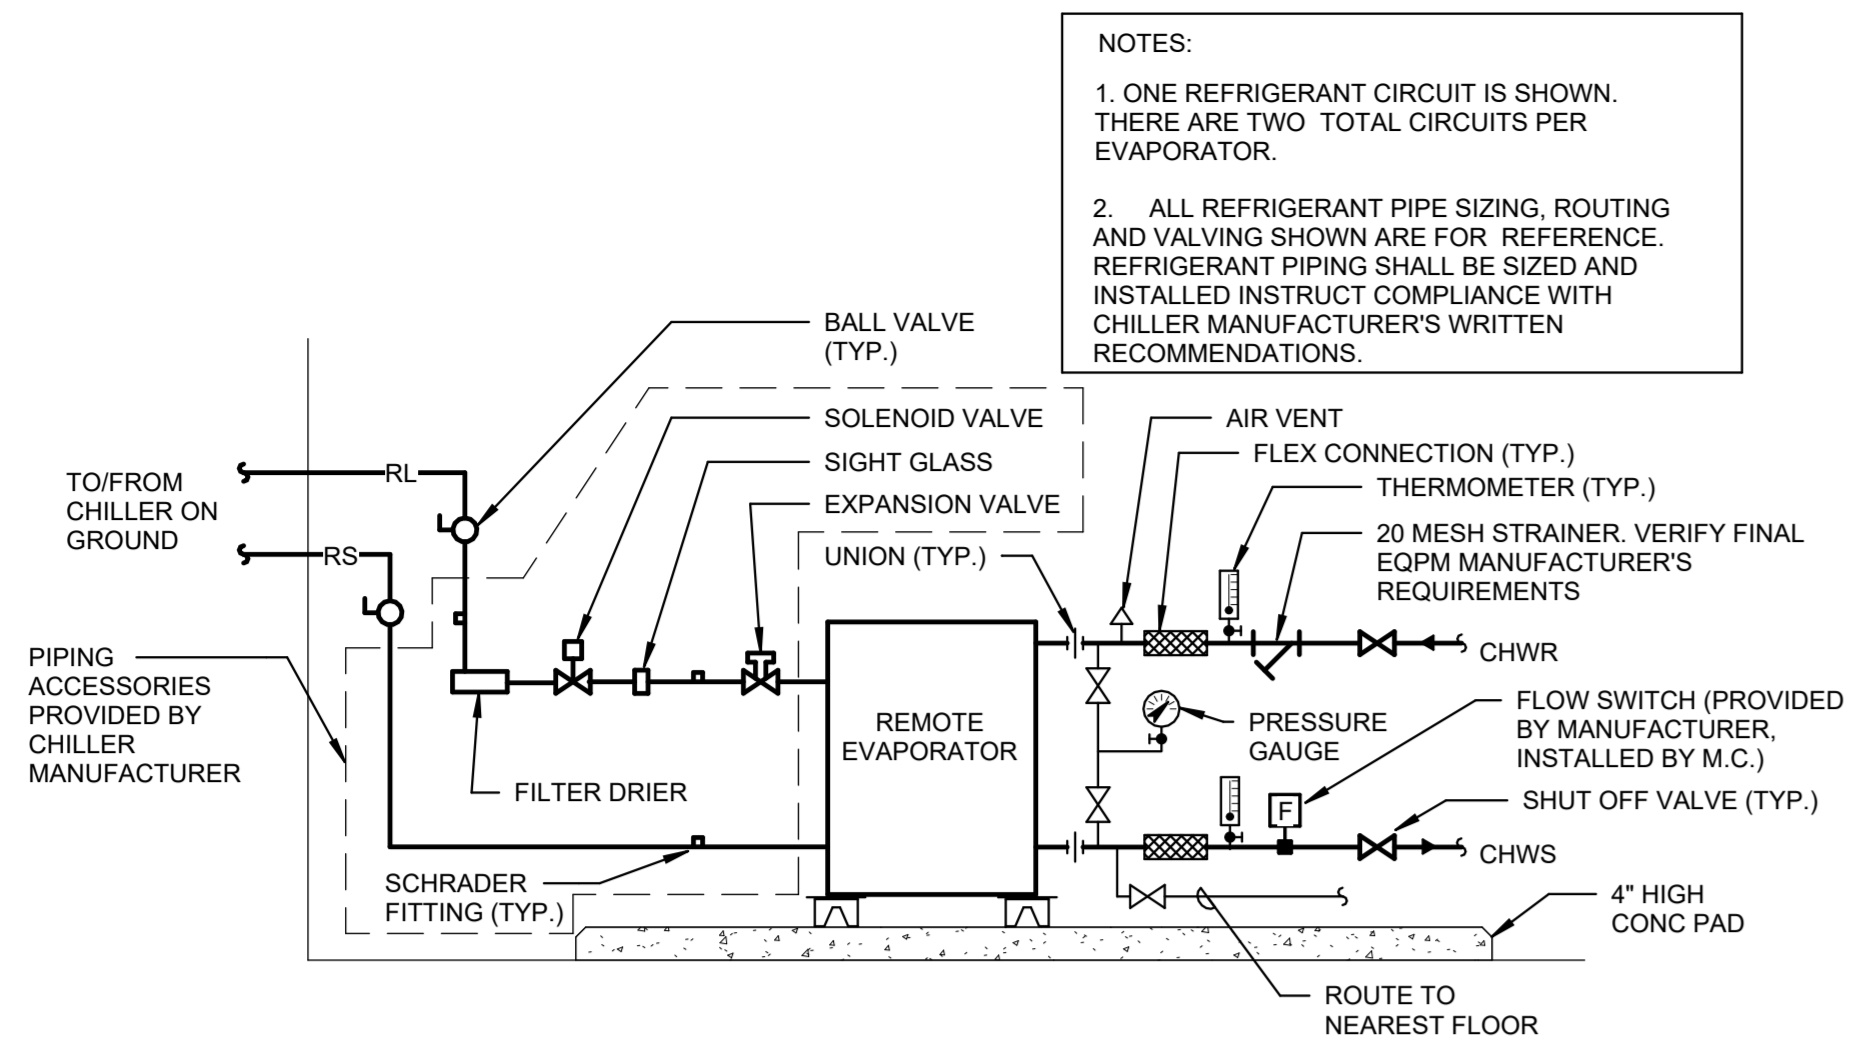 NOTES:
1. ONE REFRIGERANT CIRCUIT IS SHOWN.
THERE ARE TWO TOTAL CIRCUITS PER
EVAPORATOR.
2. ALL REFRIGERANT PIPE SIZING, ROUTING
AND VALVING SHOWN ARE FOR REFERENCE.
REFRIGERANT PIPING SHALL BE SIZED AND
INSTALLED INSTRUCT COMPLIANCE WITH
CHILLER MANUFACTURER'S WRITTEN
RECOMMENDATIONS.
BALL VALVE
(TYP.)
SOLENOID VALVE
SIGHT GLASS
EXPANSION VALVE
UNION (TYP.)
AIR VENT
FLEX CONNECTION (TYP.)
THERMOMETER (TYP.)
20 MESH STRAINER. VERIFY FINAL
EQPM MANUFACTURER'S
REQUIREMENTS
TO/FROM
CHILLER ON
GROUND
RL
RS
PIPING
ACCESSORIES
PROVIDED BY
CHILLER
MANUFACTURER
FILTER DRIER
SCHRADER
FITTING (TYP.)
REMOTE
EVAPORATOR
CHWR
PRESSURE
GAUGE
FLOW SWITCH (PROVIDED
BY MANUFACTURER,
INSTALLED BY M.C.)
F
SHUT OFF VALVE (TYP.)
CHWS
4" HIGH
CONC PAD
ROUTE TO
NEAREST FLOOR